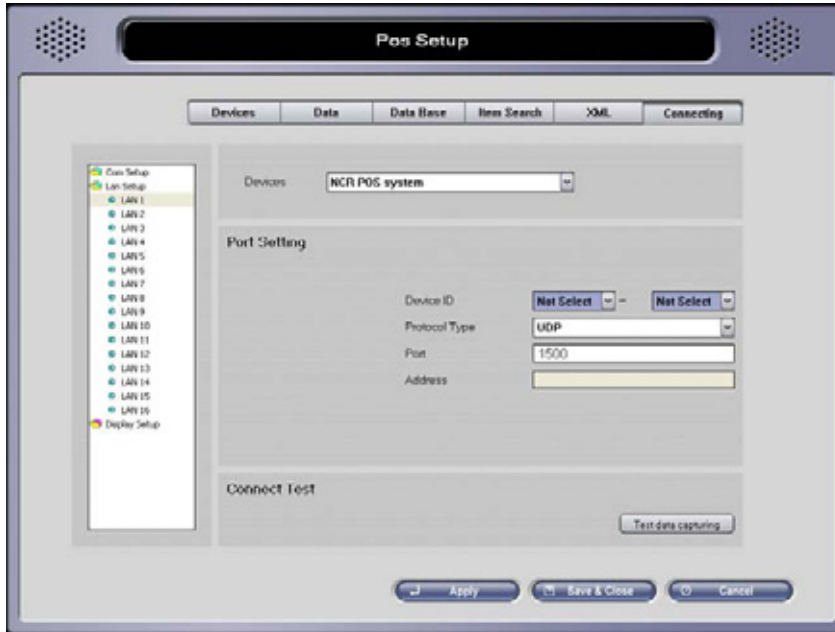 Pos Setup
Devices
Data
Data Base
Item Search
XML
Connecting
Com Setup
Lan Setup
LAN 1
LAN 2
LAN 3
LAN 4
LAN 5
LAN 6
LAN 7
LAN 8
LAN 9
LAN 10
LAN 11
LAN 12
LAN 13
LAN 14
LAN 15
LAN 16
Display Setup
Devices NCR POS system
Port Setting
Device ID Not Select - Not Select
Protocol Type UDP
Port 1500
Address
Connect Test
Test data capturing
Apply
Save & Close
Cancel